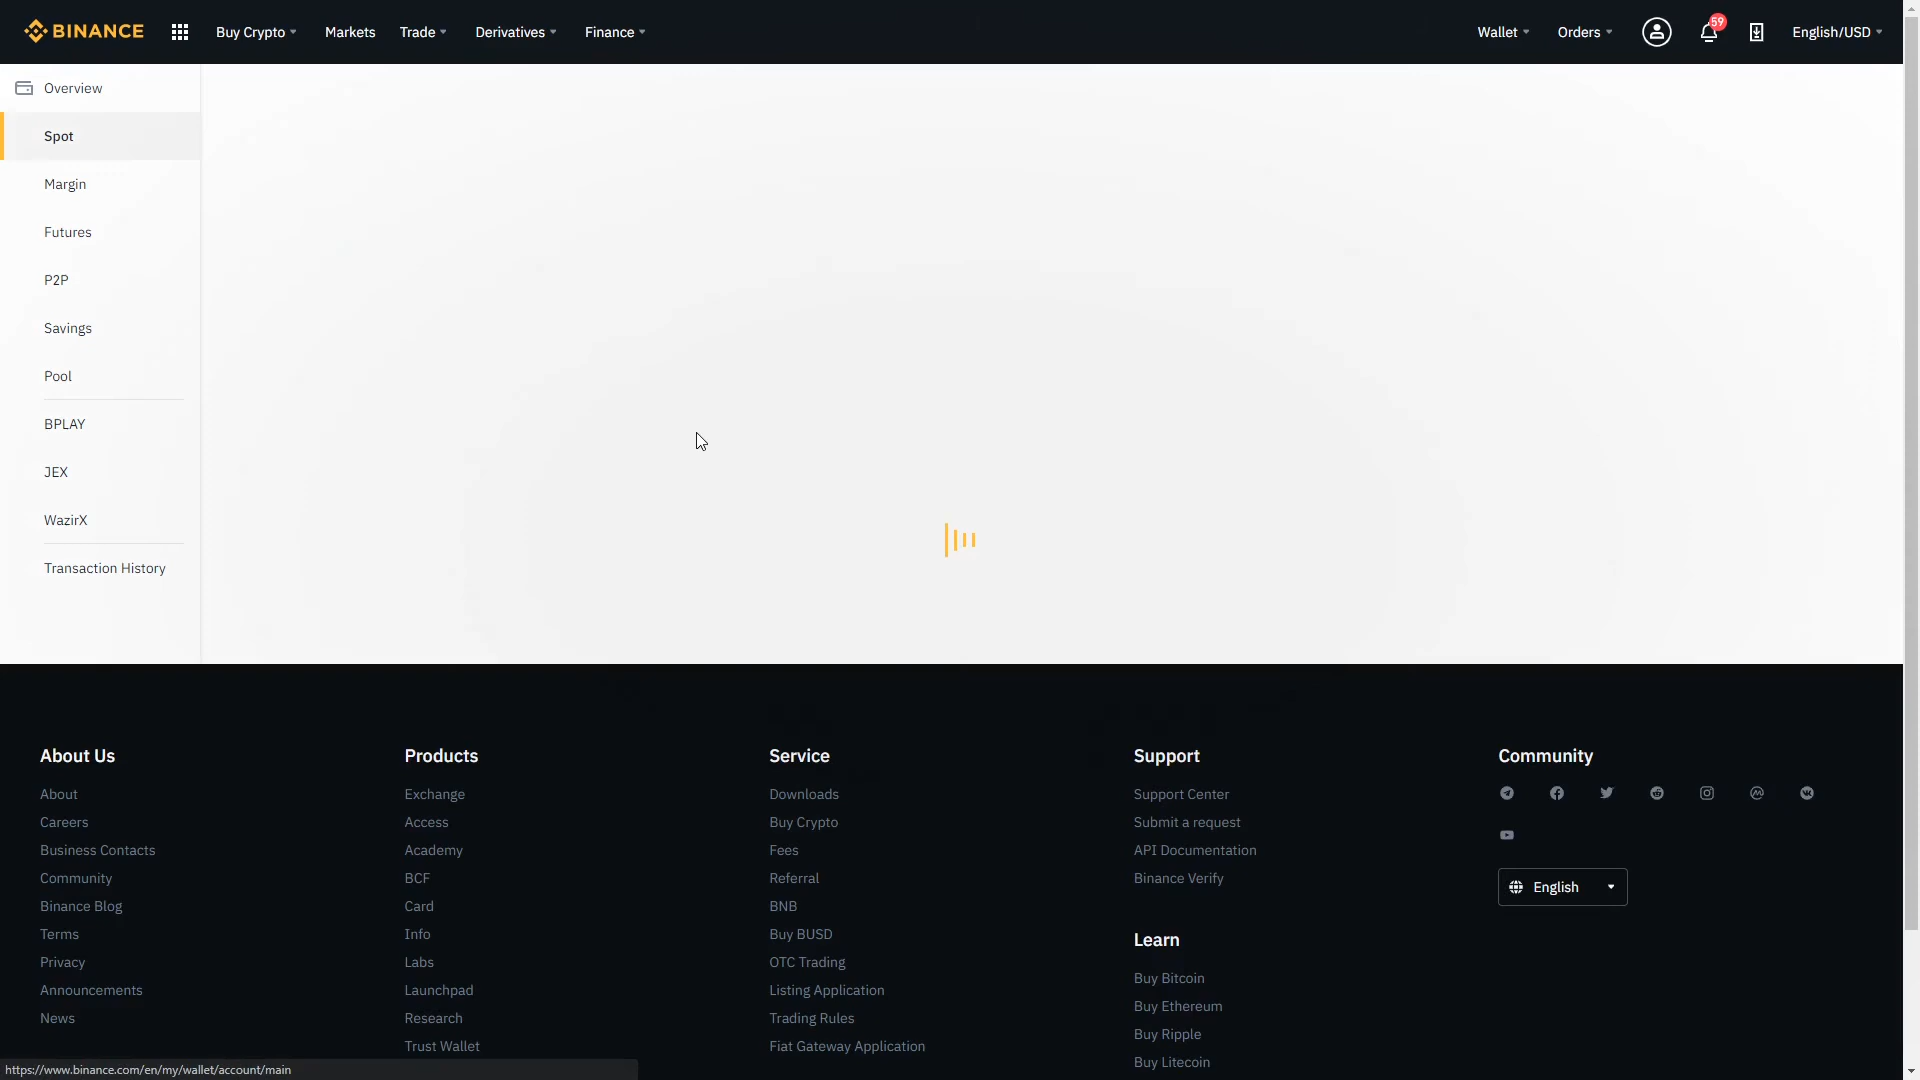 BINANCE
Buy Crypto
Markets
Trade
Derivatives
Finance
Wallet
Orders
59
English/USD
Overview
Spot
Margin
Futures
P2P
Savings
Pool
BPLAY
JEX
WazirX
Transaction History
About Us
About
Careers
Business Contacts
Community
Binance Blog
Terms
Privacy
Announcements
News
Products
Exchange
Access
Academy
BCF
Card
Info
Labs
Launchpad
Research
Trust Wallet
Service
Downloads
Buy Crypto
Fees
Referral
BNB
Buy BUSD
OTC Trading
Listing Application
Trading Rules
Fiat Gateway Application
Support
Support Center
Submit a request
API Documentation
Binance Verify
Learn
Buy Bitcoin
Buy Ethereum
Buy Ripple
Buy Litecoin
Community
English
https://www.binance.com/en/my/wallet/account/main